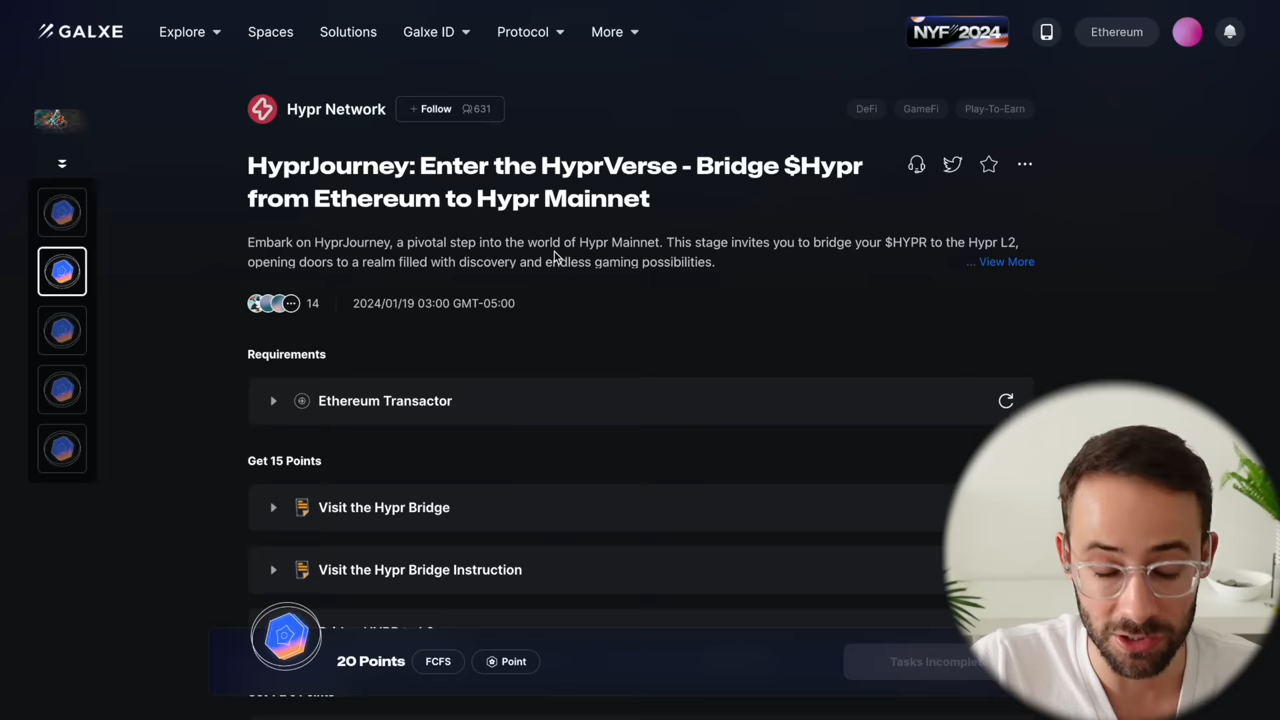 GALXE
Explore
Spaces
Solutions
Galxe ID
Protocol
More
NYF 2024
Ethereum
Hypr Network
+ Follow 631
DeFi
GameFi
Play-To-Earn
HyprJourney: Enter the HyprVerse - Bridge $Hypr
from Ethereum to Hypr Mainnet
Embark on HyprJourney, a pivotal step into the world of Hypr Mainnet. This stage invites you to bridge your $HYPR to the Hypr L2,
opening doors to a realm filled with discovery and endless gaming possibilities.
... View More
14
2024/01/19 03:00 GMT-05:00
Requirements
Ethereum Transactor
Get 15 Points
Visit the Hypr Bridge
Visit the Hypr Bridge Instruction
20 Points
FCFS
Point
Tasks Incomplet